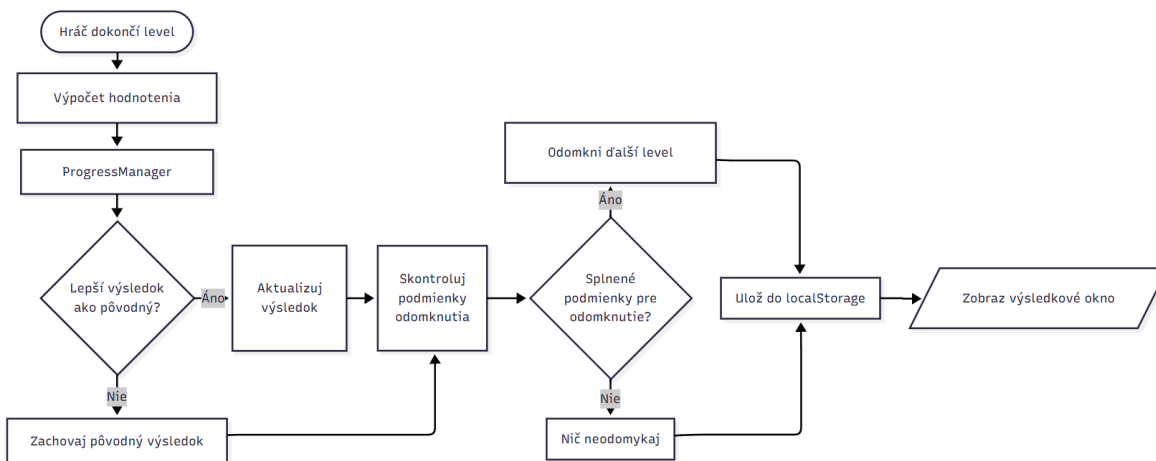 Hráč dokončí level
Výpočet hodnotenia
ProgressManager
Lepší výsledok
ako pôvodný?
Áno
Nie
Zachovaj pôvodný výsledok
Aktualizuj
výsledok
Skontroluj
podmienky
odomknutia
Splnené
podmienky pre
odomknutie?
Áno
Odomkni ďalší level
Nie
Nič neodomykaj
Ulož do localStorage
Zobraz výsledkové okno